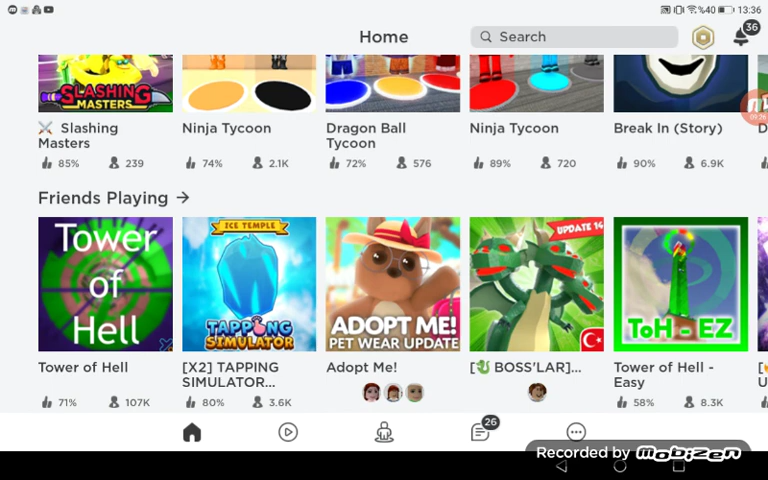 %40 13:36
Home
Search
36
SLASHING MASTERS
09:26
⚔️ Slashing Masters
Ninja Tycoon
Dragon Ball Tycoon
Ninja Tycoon
Break In (Story)
D
85% 239
74% 2.1K
72% 576
89% 720
90% 6.9K
Friends Playing →
Tower of Hell
ICE TEMPLE
TAPPING SIMULATOR
ADOPT ME!
PET WEAR UPDATE
UPDATE 14
ToH - EZ
Tower of Hell
[X2] TAPPING SIMULATOR...
Adopt Me!
[🐉 BOSS'LAR]...
Tower of Hell - Easy
71% 107K
80% 3.6K
58% 8.3K
26
Recorded by Mobizen